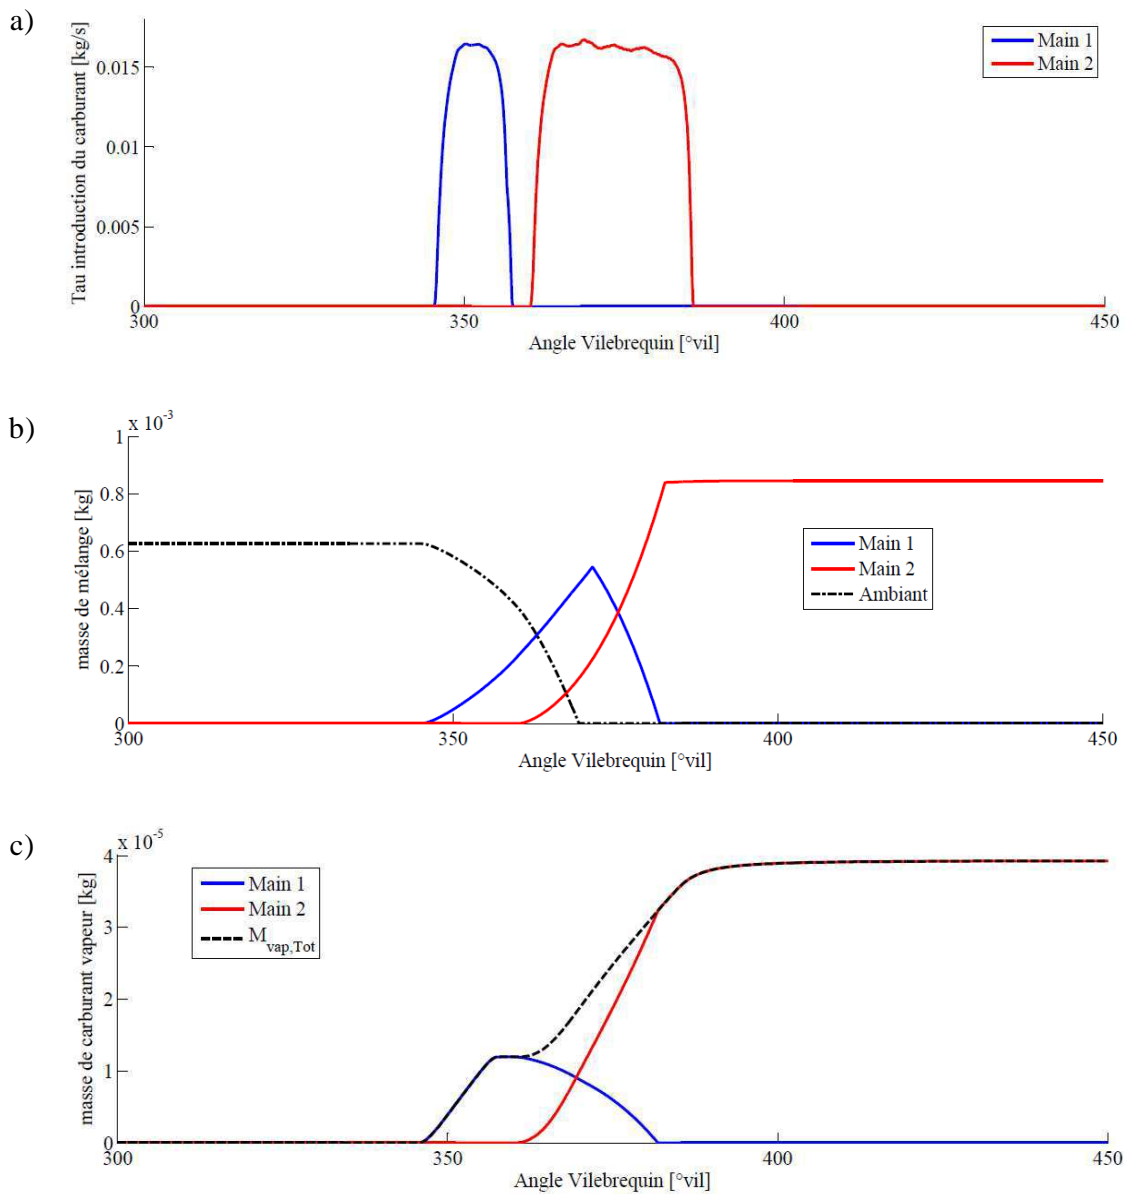 a)
Tau introduction du carburant [kg/s]
0.015
0.01
0.005
0
300
350
400
450
Angle Vilebrequin [°vil]
Main 1
Main 2
b)
x 10-3
masse de mélange [kg]
1
0.8
0.6
0.4
0.2
0
300
350
400
450
Angle Vilebrequin [°vil]
Main 1
Main 2
Ambiant
c)
x 10-5
masse de carburant vapeur [kg]
4
3
2
1
0
300
350
400
450
Angle Vilebrequin [°vil]
Main 1
Main 2
Mvap,Tot